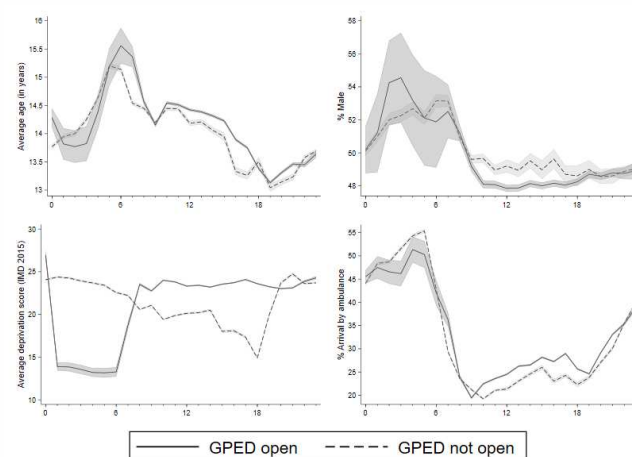 Average age (in years)
16
15.5
15
14.5
14
13.5
13
0 6 12 18
% Male
58
56
54
52
50
48
0 6 12 18
Average deprivation score (IMD 2015)
30
25
20
15
10
0 6 12 18
% Arrival by ambulance
55
50
45
40
35
30
25
20
0 6 12 18
GPED open GPED not open